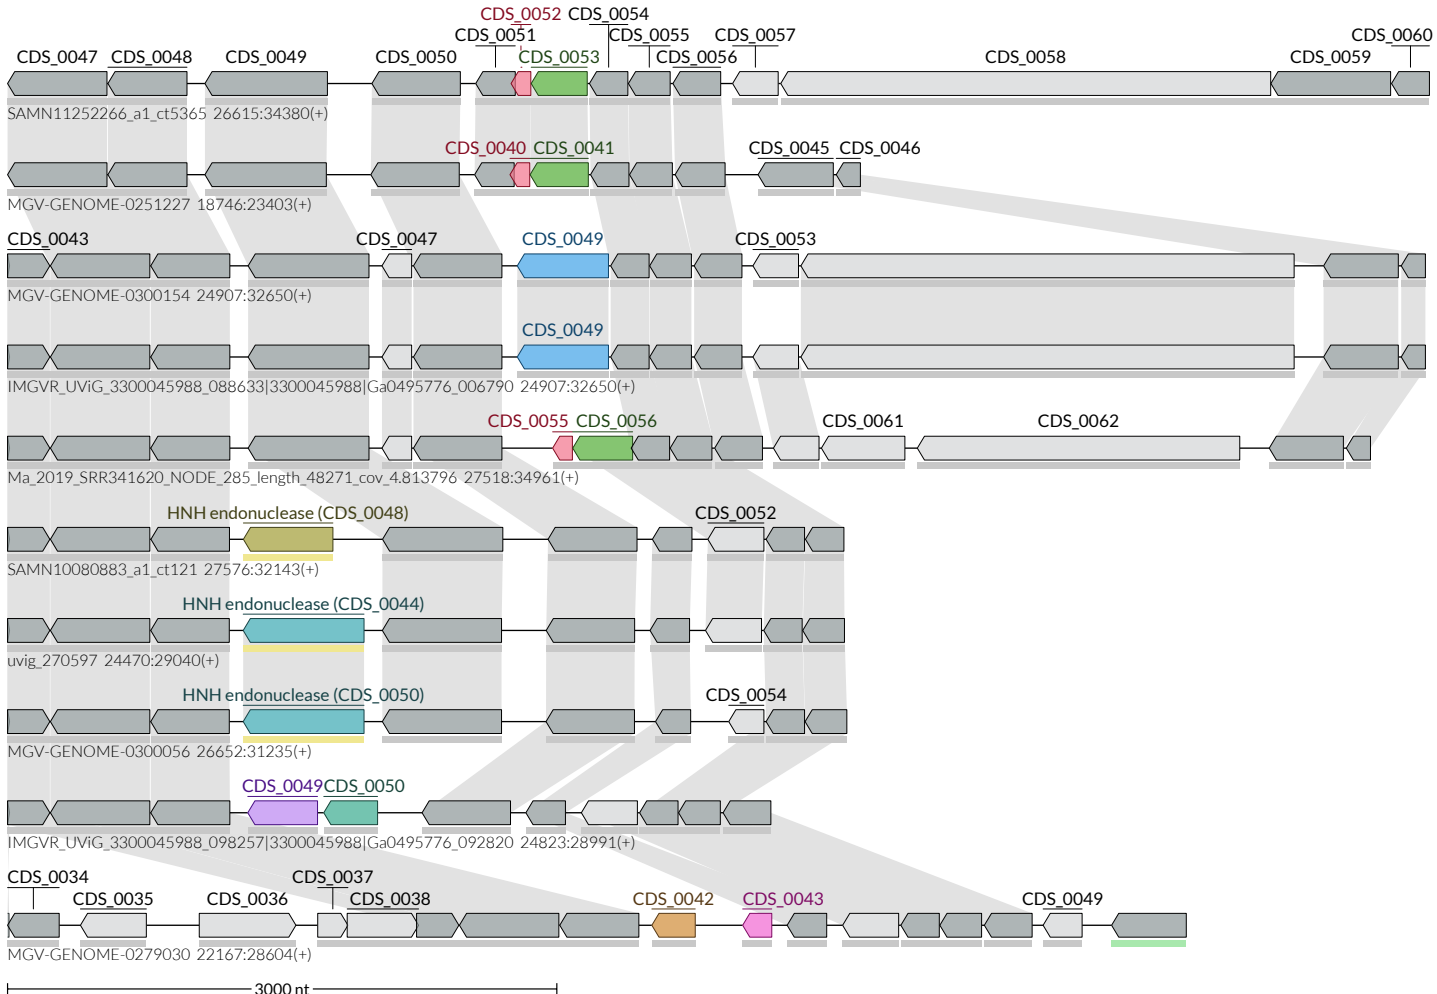 CDS_0052 CDS_0054
CDS_0051 CDS_0055 CDS_0057 CDS_0060
CDS_0047 CDS_0048 CDS_0049 CDS_0050 CDS_0053 CDS_0056 CDS_0058 CDS_0059
SAMN11252266_a1_ct5365 26615:34380(+)
CDS_0040 CDS_0041 CDS_0045 CDS_0046
MGV-GENOME-0251227 18746:23403(+)
CDS_0043 CDS_0047 CDS_0049 CDS_0053
MGV-GENOME-0300154 24907:32650(+)
CDS_0049
IMGVR_UViG_3300045988_088633|3300045988|Ga0495776_006790 24907:32650(+)
CDS_0055 CDS_0056 CDS_0061 CDS_0062
Ma_2019_SRR341620_NODE_285_length_48271_cov_4.813796 27518:34961(+)
HNH endonuclease (CDS_0048) CDS_0052
SAMN10080883_a1_ct121 27576:32143(+)
HNH endonuclease (CDS_0044)
uvig_270597 24470:29040(+)
HNH endonuclease (CDS_0050) CDS_0054
MGV-GENOME-0300056 26652:31235(+)
CDS_0049 CDS_0050
IMGVR_UViG_3300045988_098257|3300045988|Ga0495776_092820 24823:28991(+)
CDS_0034 CDS_0037
CDS_0035 CDS_0036 CDS_0038 CDS_0042 CDS_0043 CDS_0049
MGV-GENOME-0279030 22167:28604(+)
3000 nt